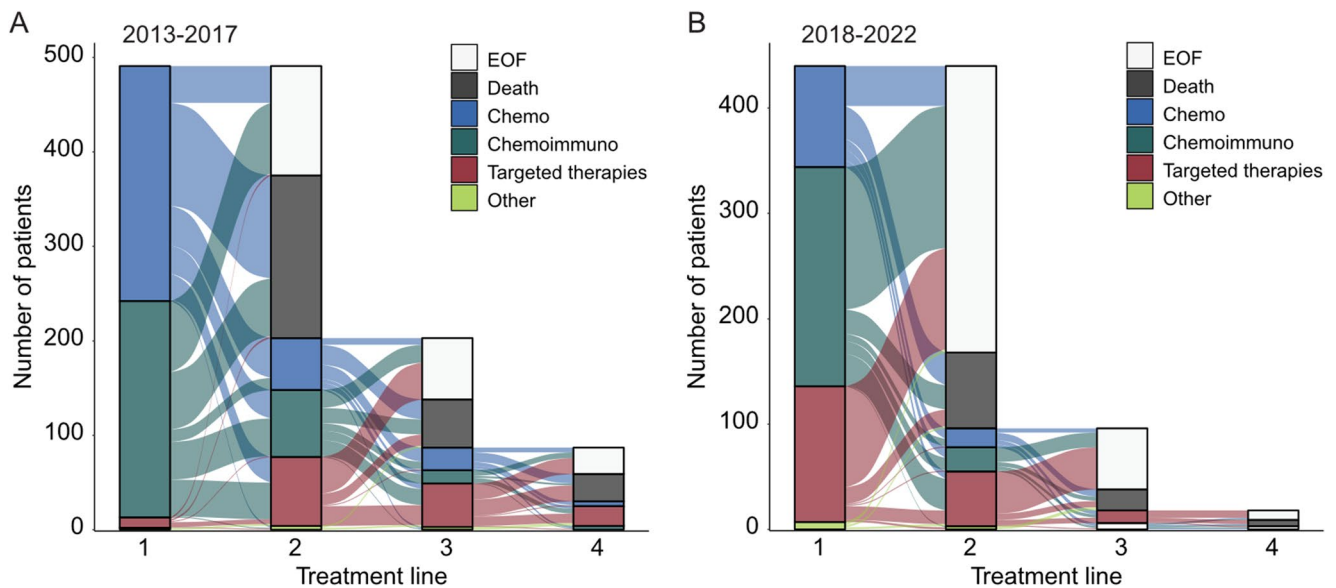 A
2013-2017
500
400
300
200
100
0
Number of patients
1 2 3 4
Treatment line
EOF
Death
Chemo
Chemoimmuno
Targeted therapies
Other
B
2018-2022
400
300
200
100
0
Number of patients
1 2 3 4
Treatment line
EOF
Death
Chemo
Chemoimmuno
Targeted therapies
Other